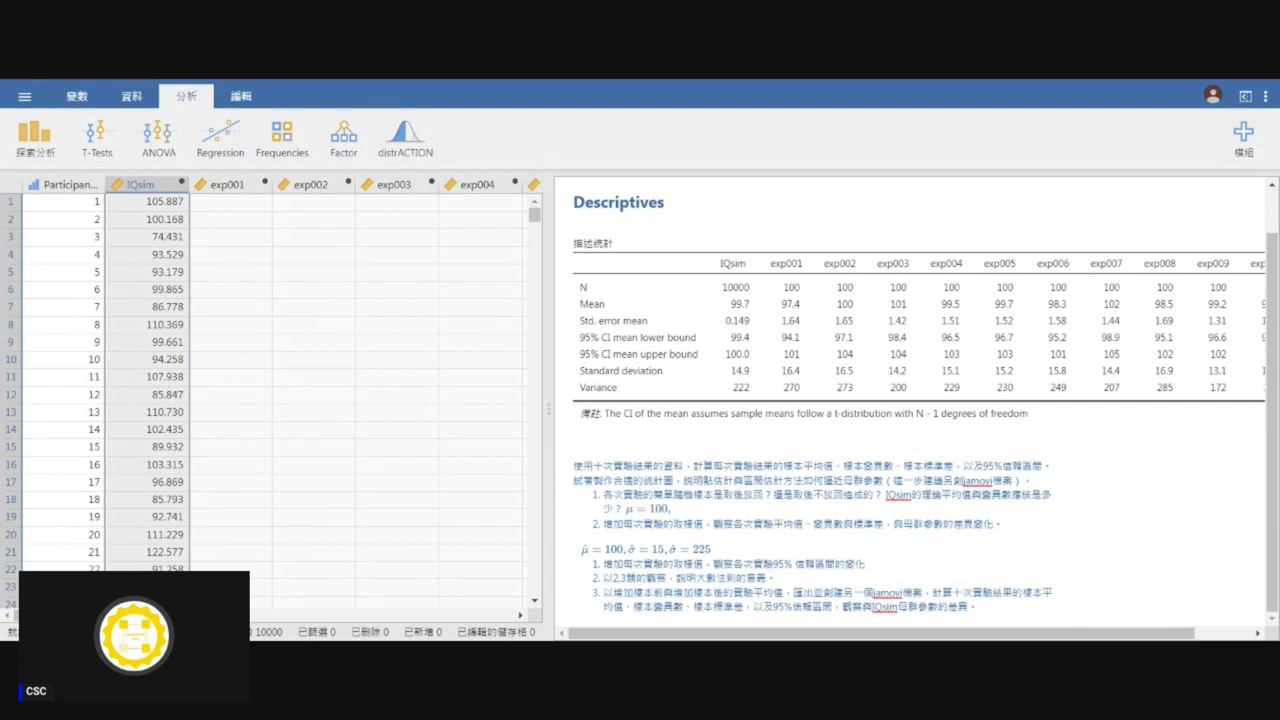 變數 資料 分析 編輯
探索分析 T-Tests ANOVA Regression Frequencies Factor distrACTION 模組
Participan... IQsim exp001 exp002 exp003 exp004
1 1 105.887
2 2 100.168
3 3 74.431
4 4 93.529
5 5 93.179
6 6 99.865
7 7 86.778
8 8 110.369
9 9 99.661
10 10 94.258
11 11 107.938
12 12 85.847
13 13 110.730
14 14 102.435
15 15 89.932
16 16 103.315
17 17 96.869
18 18 85.793
19 19 92.741
20 20 111.229
21 21 122.577
22 22 91.258
23
24
10000 已篩選 0 已刪除 0 已新增 0 已編輯的儲存格 0
Descriptives
描述統計
IQsim exp001 exp002 exp003 exp004 exp005 exp006 exp007 exp008 exp009
N 10000 100 100 100 100 100 100 100 100 100
Mean 99.7 97.4 100 101 99.5 99.7 98.3 102 98.5 99.2
Std. error mean 0.149 1.64 1.65 1.42 1.51 1.52 1.58 1.44 1.69 1.31
95% CI mean lower bound 99.4 94.1 97.1 98.4 96.5 96.7 95.2 98.9 95.1 96.6
95% CI mean upper bound 100.0 101 104 104 103 103 101 105 102 102
Standard deviation 14.9 16.4 16.5 14.2 15.1 15.2 15.8 14.4 16.9 13.1
Variance 222 270 273 200 229 230 249 207 285 172
備註. The CI of the mean assumes sample means follow a t-distribution with N - 1 degrees of freedom
使用十次實驗結果的資料，計算每次實驗結果的樣本平均值、樣本變異數、樣本標準差，以及95%信賴區間。
試著製作合適的統計圖，說明點估計與區間估計方法如何逼近母群參數（這一步建議另創jamovi檔案）。
1. 各次實驗的簡單隨機樣本是取後放回？還是取後不放回造成的？ IQsim的理論平均值與變異數應該是多
少？ μ = 100,
2. 增加每次實驗的取樣值，觀察各次實驗平均值、變異數與標準差，與母群參數的差異變化。
μ̂ = 100, σ̂ = 15, σ̂ = 225
1. 增加每次實驗的取樣值，觀察各次實驗95% 信賴區間的變化
2. 以2,3題的觀察，說明大數法則的意義。
3. 以增加樣本前與增加樣本後的實驗平均值，匯出並創建另一個jamovi檔案，計算十次實驗結果的樣本平
均值、樣本變異數、樣本標準差，以及95%信賴區間，觀察與IQsim母群參數的差異。
CSC